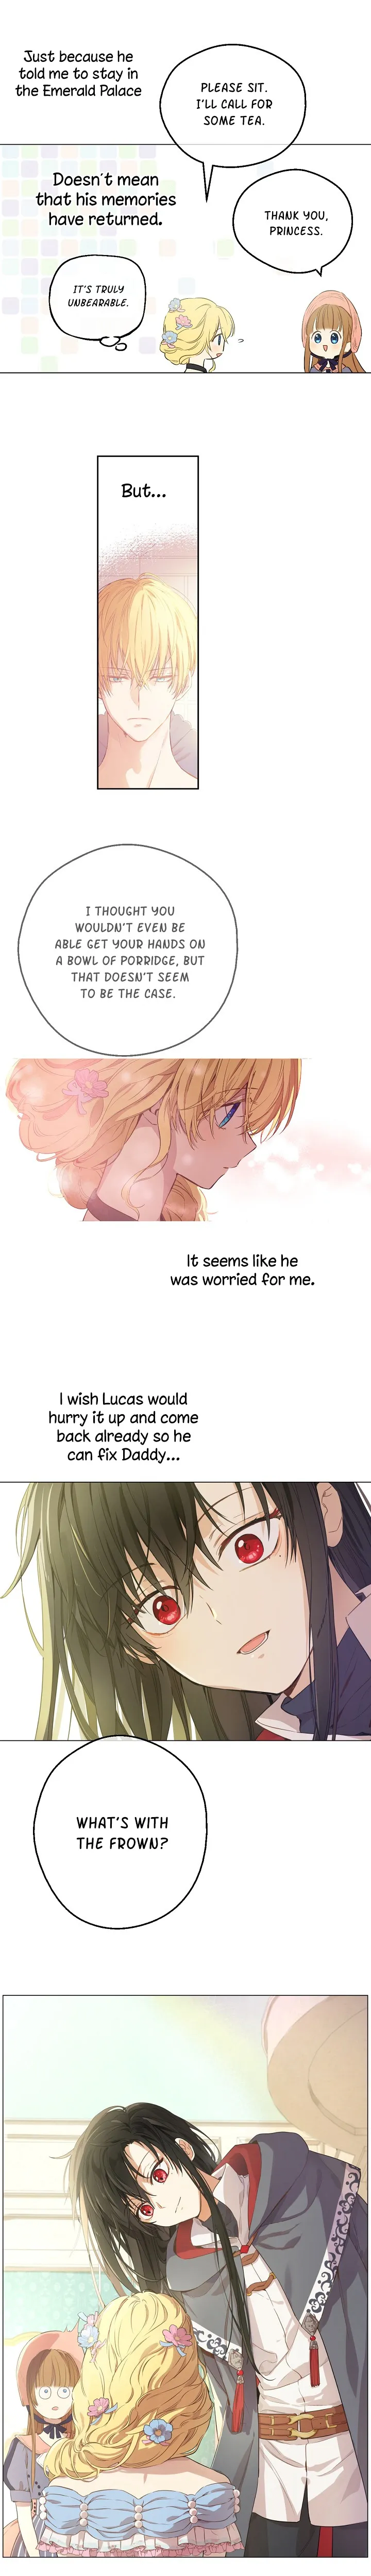 Just because he
told me to stay in
the Emerald Palace
PLEASE SIT.
I'LL CALL FOR
SOME TEA.
Doesn't mean
that his memories
have returned.
THANK YOU,
PRINCESS.
IT'S TRULY
UNBEARABLE.
But...
I THOUGHT YOU
WOULDN'T EVEN BE
ABLE GET YOUR HANDS ON
A BOWL OF PORRIDGE, BUT
THAT DOESN'T SEEM
TO BE THE CASE.
It seems like he
was worried for me.
I wish Lucas would
hurry it up and come
back already so he
can fix Daddy...
WHAT'S WITH
THE FROWN?